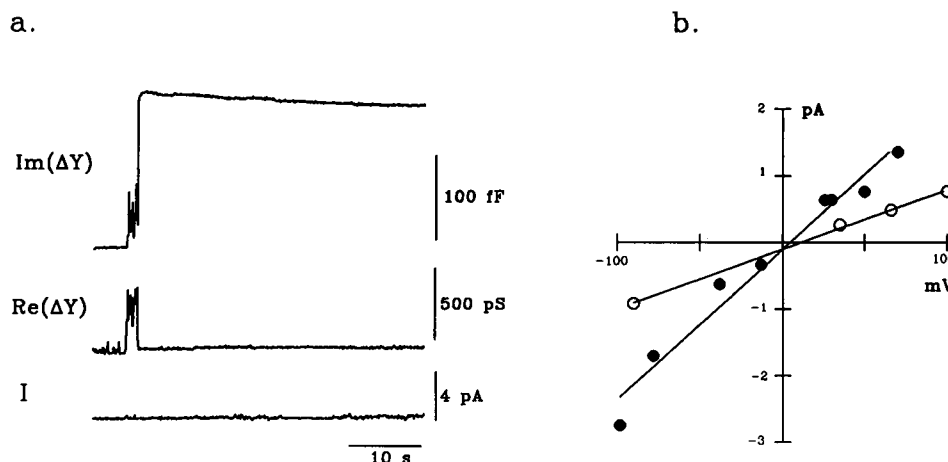 a.
Im(ΔY)
100 fF
Re(ΔY)
500 pS
I
4 pA
10 s
b.
2
pA
1
-100
100
mV
-1
-2
-3